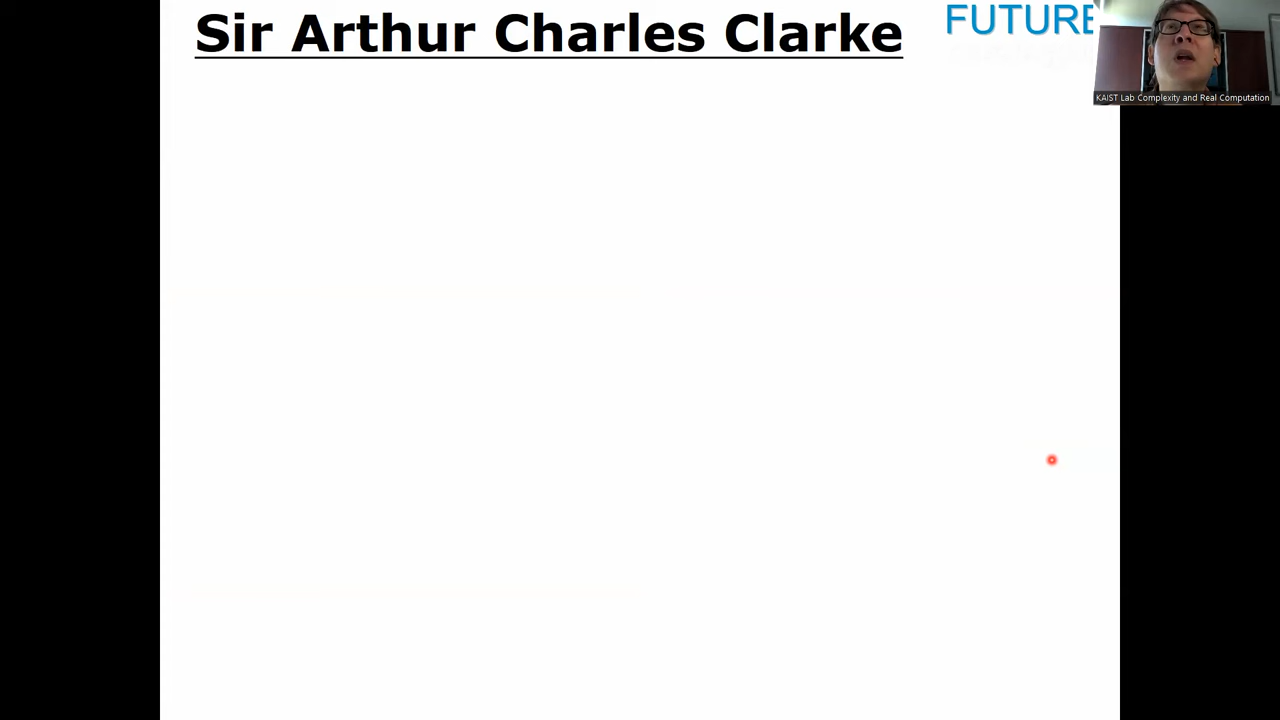 Sir Arthur Charles Clarke
FUTURE
KAIST Lab Complexity and Real Computation